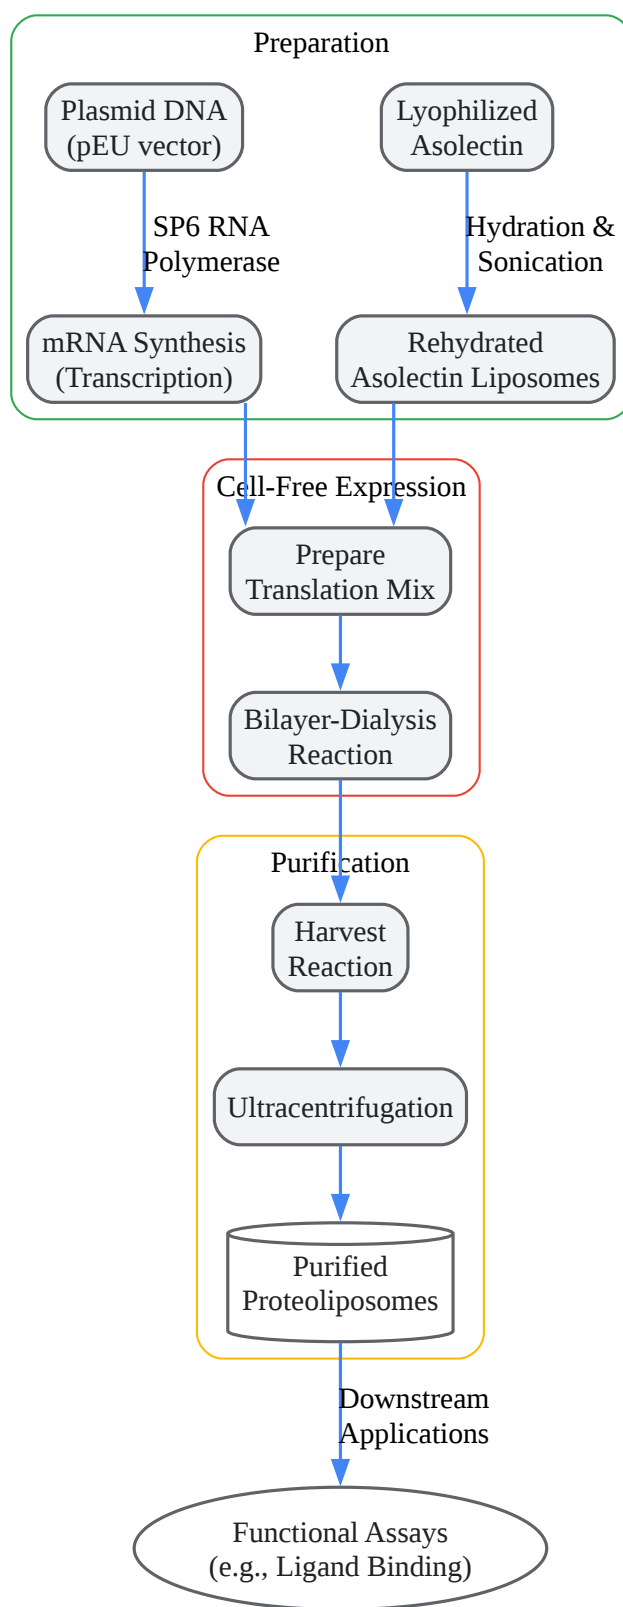 Preparation
Plasmid DNA
(pEU vector)
Lyophilized
Asolectin
SP6 RNA
Polymerase
Hydration &
Sonication
mRNA Synthesis
(Transcription)
Rehydrated
Asolectin Liposomes
Cell-Free Expression
Prepare
Translation Mix
Bilayer-Dialysis
Reaction
Purification
Harvest
Reaction
Ultracentrifugation
Purified
Proteoliposomes
Downstream
Applications
Functional Assays
(e.g., Ligand Binding)